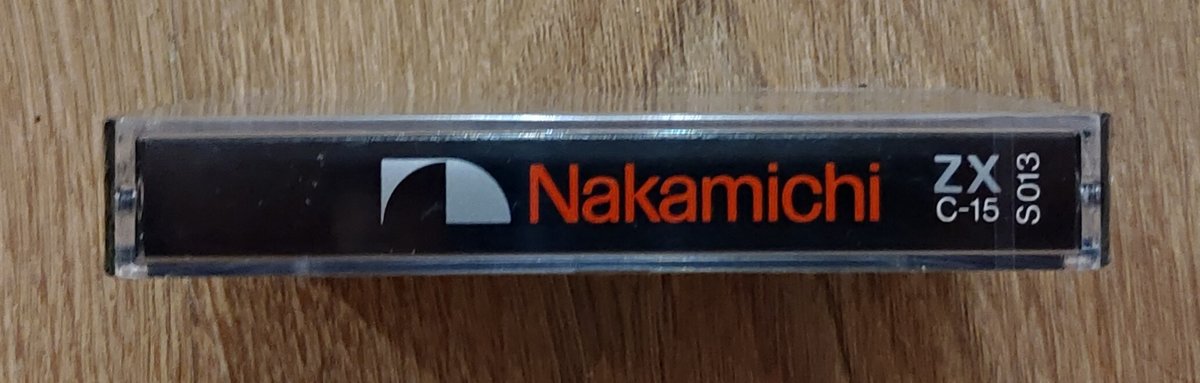 Nakamichi
ZX
C-15
S013